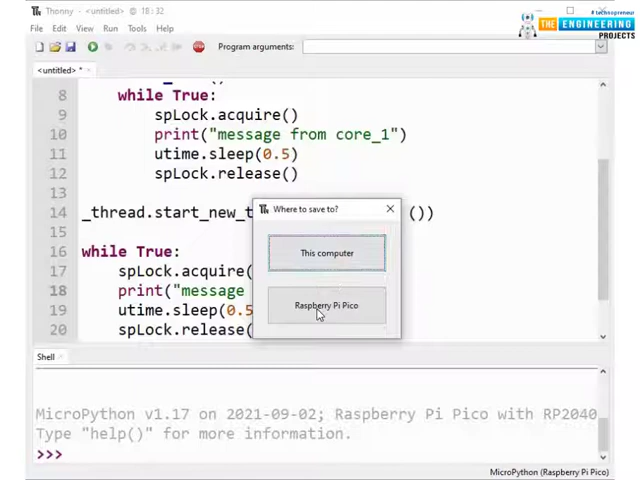 Thonny - <untitled> @ 18 : 32
# technopreneur
THE ENGINEERING
PROJECTS
File Edit View Run Tools Help
Program arguments:
<untitled> *
8 while True:
9 spLock.acquire()
10 print("message from core_1")
11 utime.sleep(0.5)
12 spLock.release()
13
14 _thread.start_new_t ())
15
16 while True:
17 spLock.acquire(
18 print("message
19 utime.sleep(0.5
20 spLock.release(
Where to save to?
This computer
Raspberry Pi Pico
Shell
MicroPython v1.17 on 2021-09-02; Raspberry Pi Pico with RP2040
Type "help()" for more information.
>>>
MicroPython (Raspberry Pi Pico)